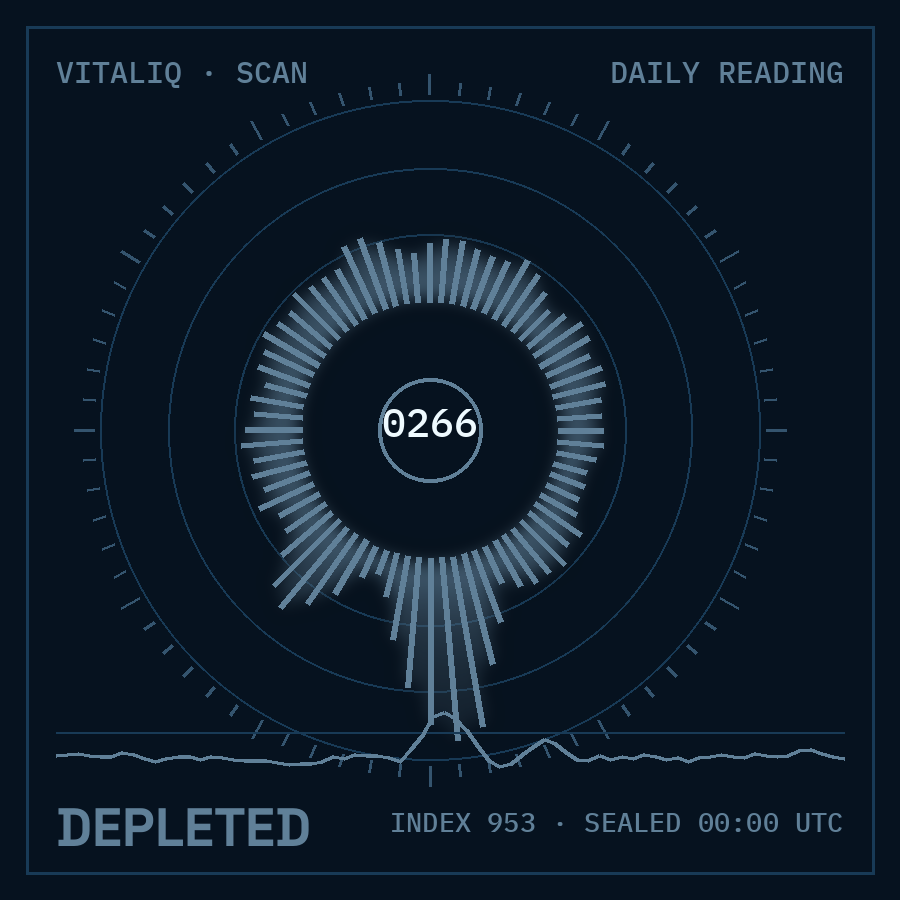 VITALIQ · SCAN
DAILY READING
0266
DEPLETED
INDEX 953 · SEALED 00:00 UTC